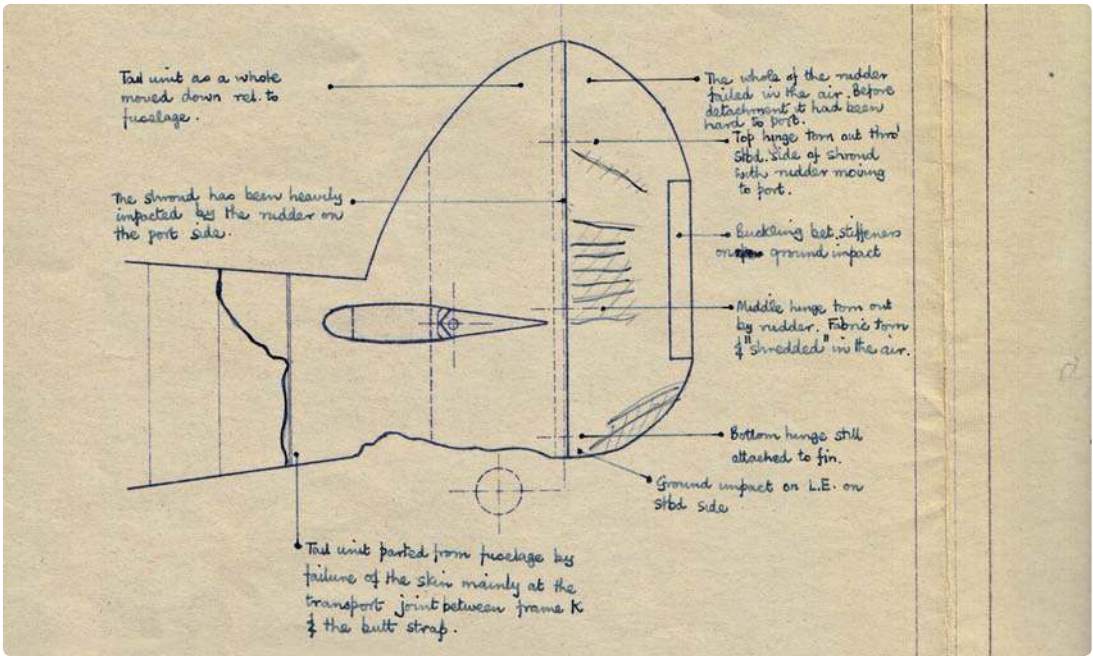 Tail unit as a whole
moved down rel. to
fuselage.
The shroud has been heavily
impacted by the rudder on
the port side.
The whole of the rudder
failed in the air. Before
detachment it had been
hard to port.
Top hinge torn out thro'
stbd. side of shroud
with rudder moving
to port.
Buckling bet. stiffeners
on ground impact
Middle hinge torn out
by rudder. Fabric torn
& "shredded" in the air.
Bottom hinge still
attached to fin.
Ground impact on L.E. on
stbd side
Tail unit parted from fuselage by
failure of the skin mainly at the
transport joint between frame K
& the butt strap.